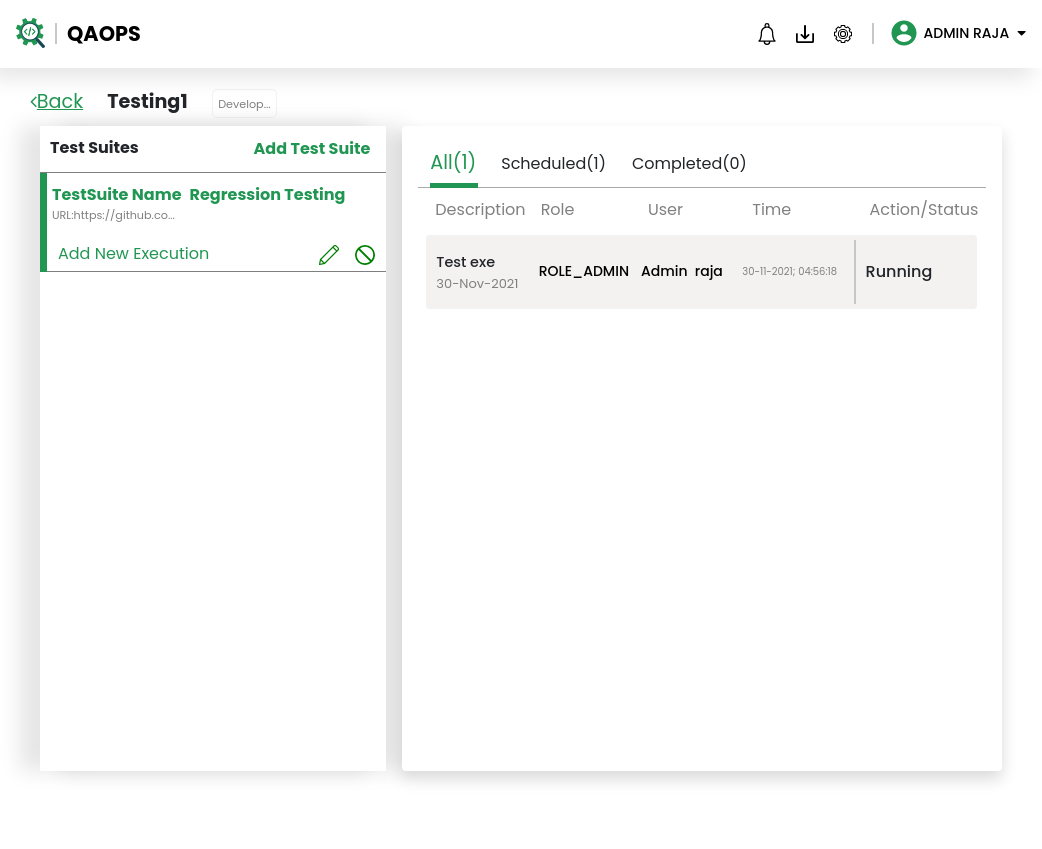 QAOPS
ADMIN RAJA
Back Testing1 Develop...
Test Suites Add Test Suite
TestSuite Name Regression Testing
URL:https://github.co...
Add New Execution
All(1) Scheduled(1) Completed(0)
Description Role User Time Action/Status
Test exe ROLE_ADMIN Admin raja 30-11-2021; 04:56:18 Running
30-Nov-2021